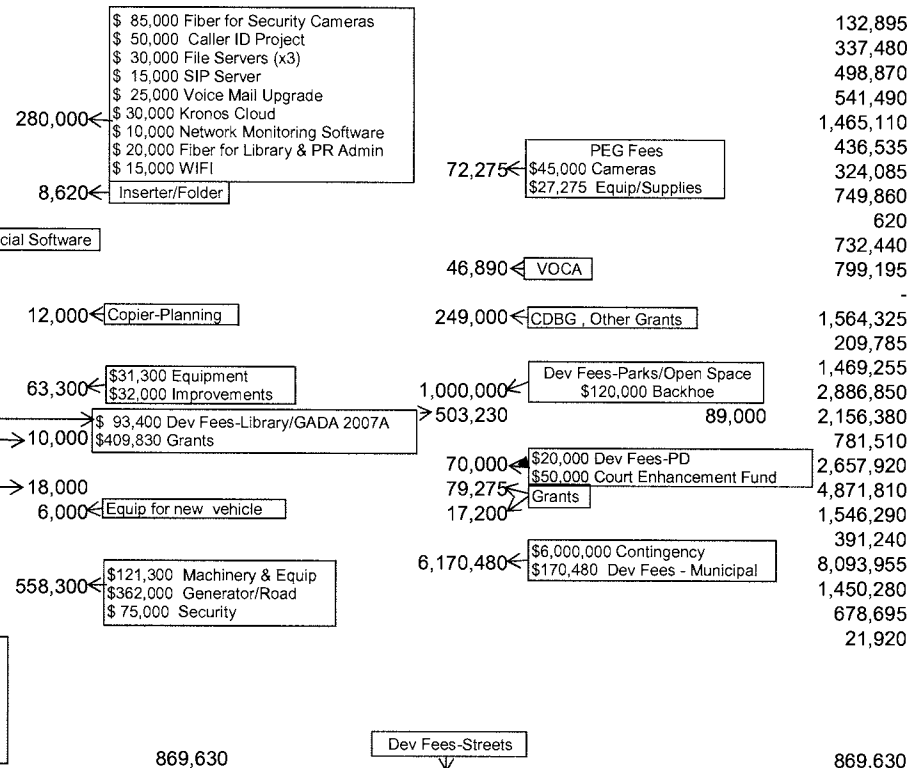 $ 85,000 Fiber for Security Cameras 132,895
$ 50,000 Caller ID Project 337,480
$ 30,000 File Servers (x3) 498,870
$ 15,000 SIP Server 541,490
$ 25,000 Voice Mail Upgrade
280,000 $ 30,000 Kronos Cloud 1,465,110
$ 10,000 Network Monitoring Software 436,535
$ 20,000 Fiber for Library & PR Admin PEG Fees
$ 15,000 WIFI 72,275 $45,000 Cameras 324,085
8,620 Inserter/Folder $27,275 Equip/Supplies 749,860
620
cial Software 732,440
46,890 VOCA 799,195
-
12,000 Copier-Planning 249,000 CDBG , Other Grants 1,564,325
209,785
$31,300 Equipment Dev Fees-Parks/Open Space 1,469,255
63,300 $32,000 Improvements 1,000,000 $120,000 Backhoe 2,886,850
$ 93,400 Dev Fees-Library/GADA 2007A 503,230 89,000 2,156,380
10,000 $409,830 Grants 781,510
70,000 $20,000 Dev Fees-PD 2,657,920
$50,000 Court Enhancement Fund
18,000 79,275 Grants 4,871,810
6,000 Equip for new vehicle 17,200 1,546,290
391,240
6,170,480 $6,000,000 Contingency 8,093,955
$170,480 Dev Fees - Municipal
$121,300 Machinery & Equip
558,300 $362,000 Generator/Road 1,450,280
$ 75,000 Security 678,695
21,920
Dev Fees-Streets
869,630 869,630